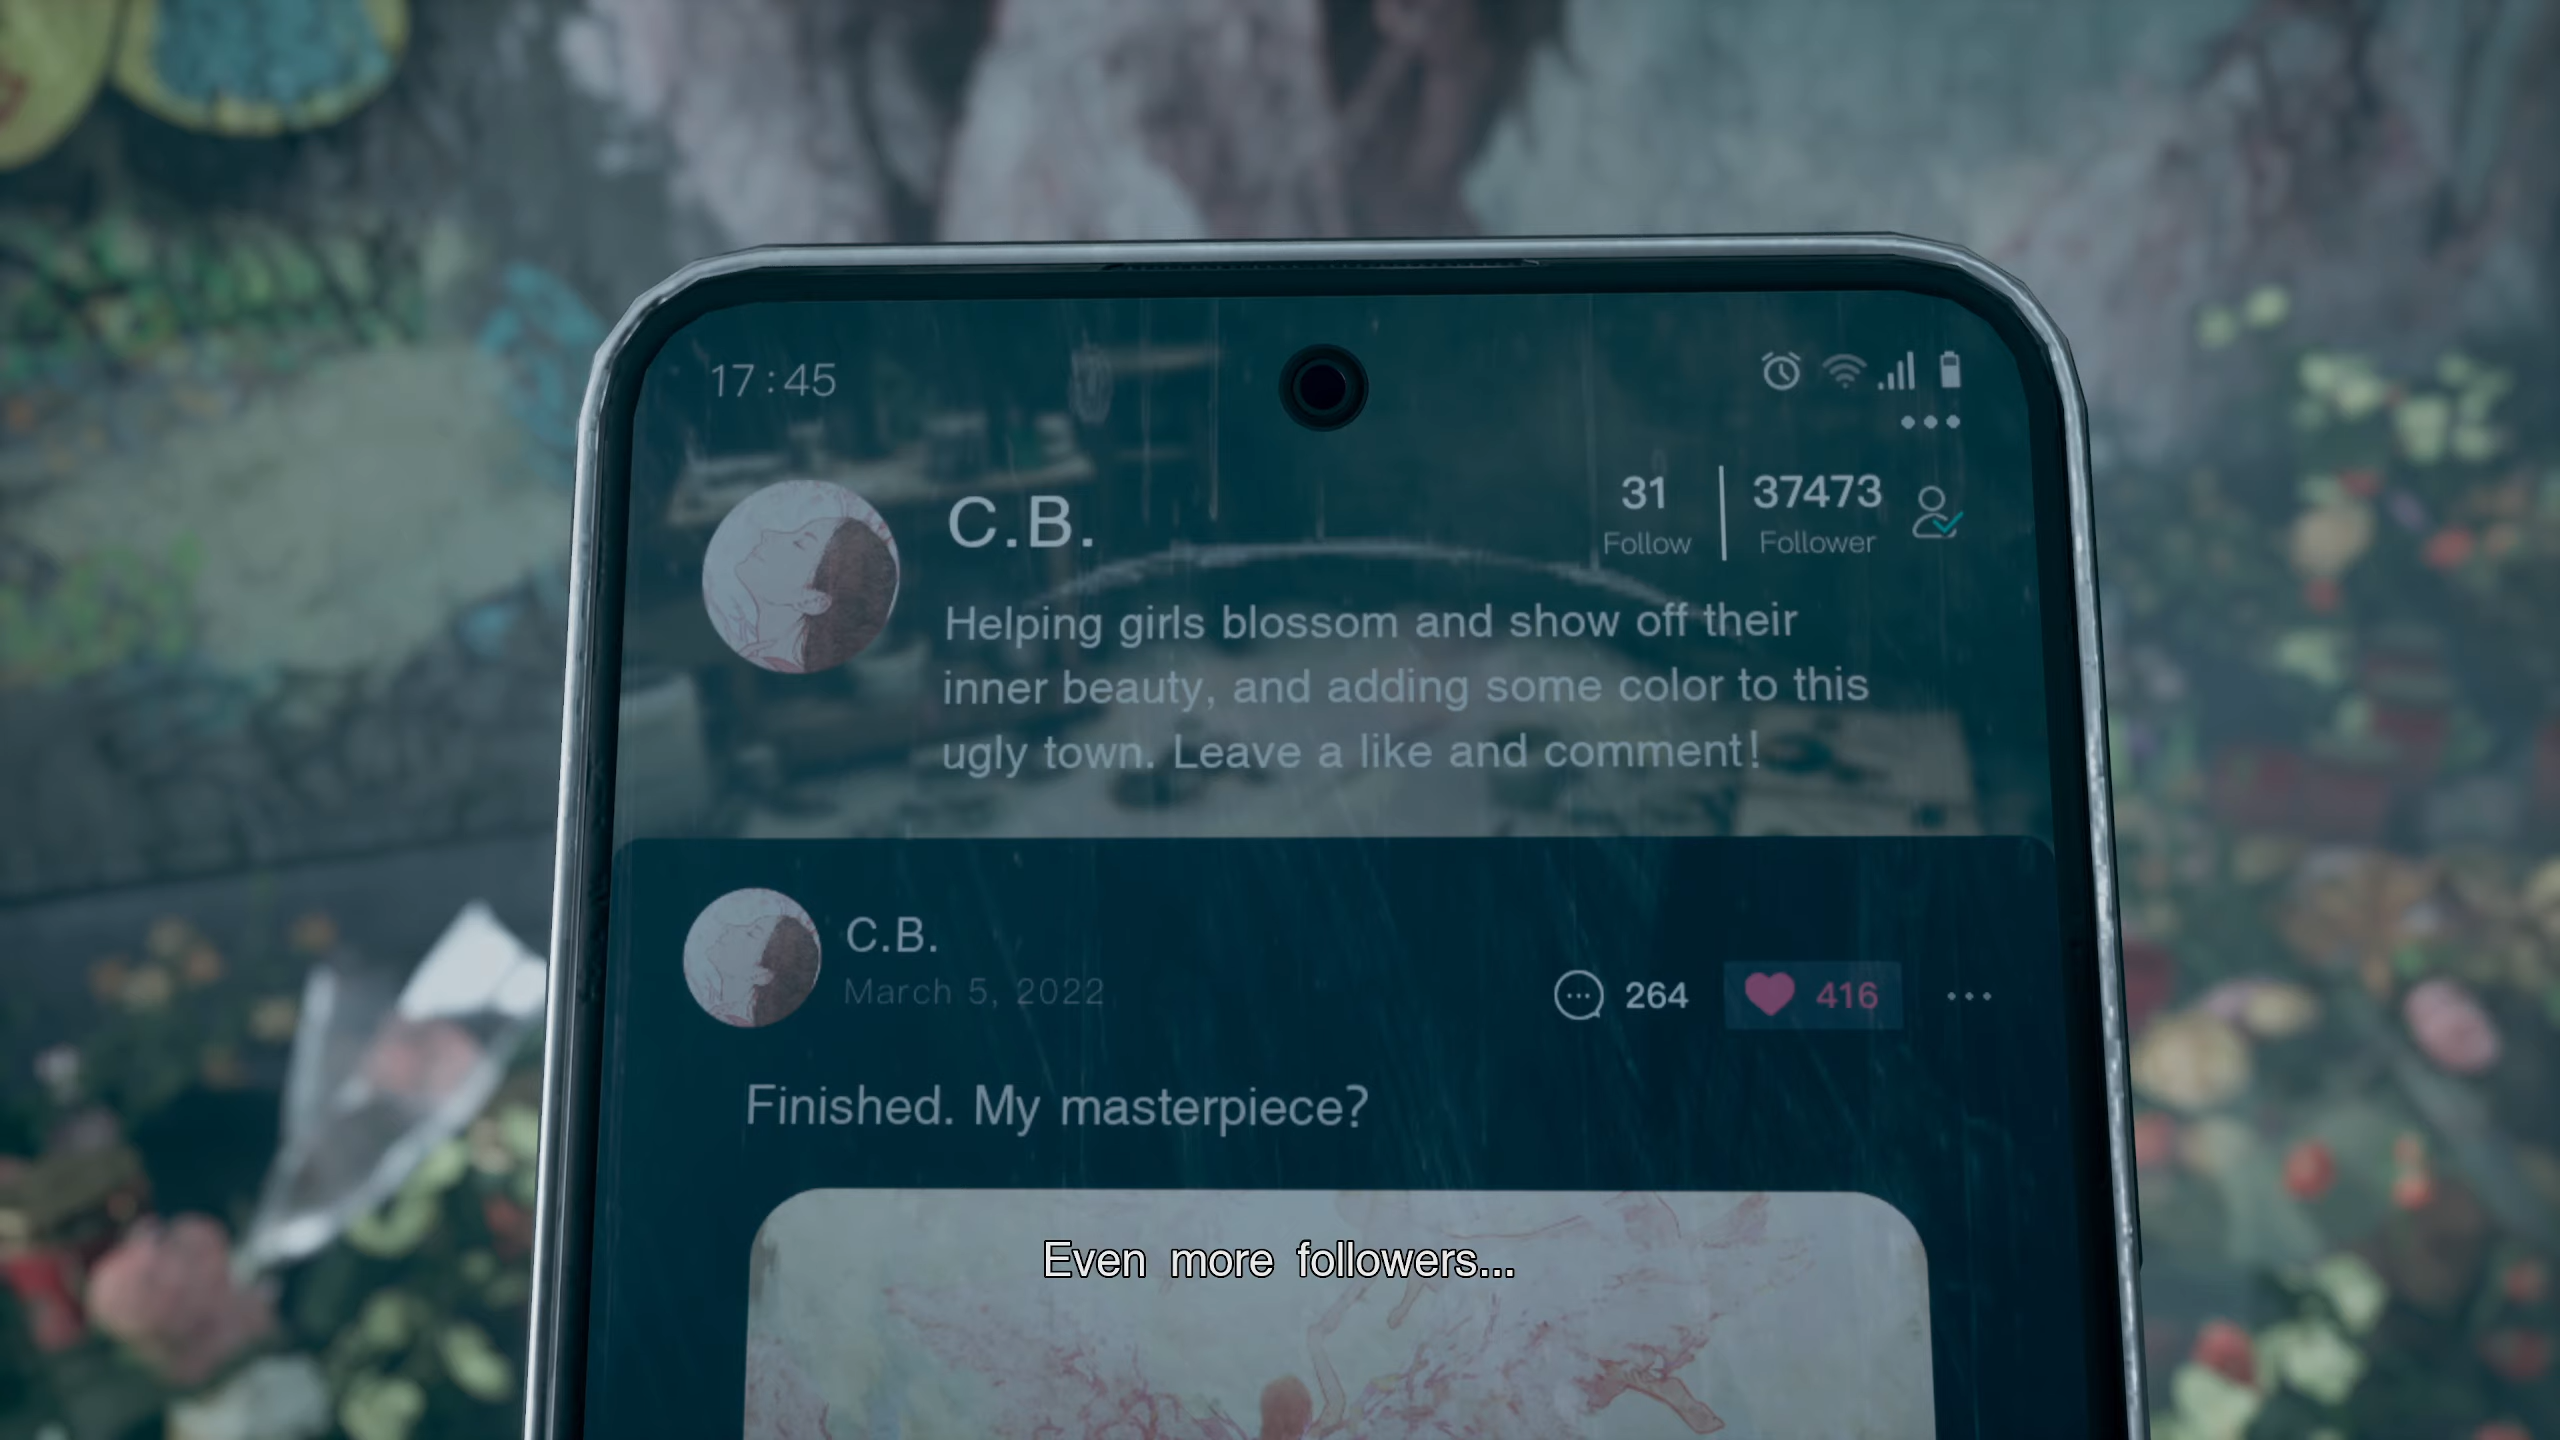 17:45
C.B.
31
Follow
37473
Follower
Helping girls blossom and show off their
inner beauty, and adding some color to this
ugly town. Leave a like and comment!
C.B.
March 5, 2022
264
416
Finished. My masterpiece?
Even more followers...